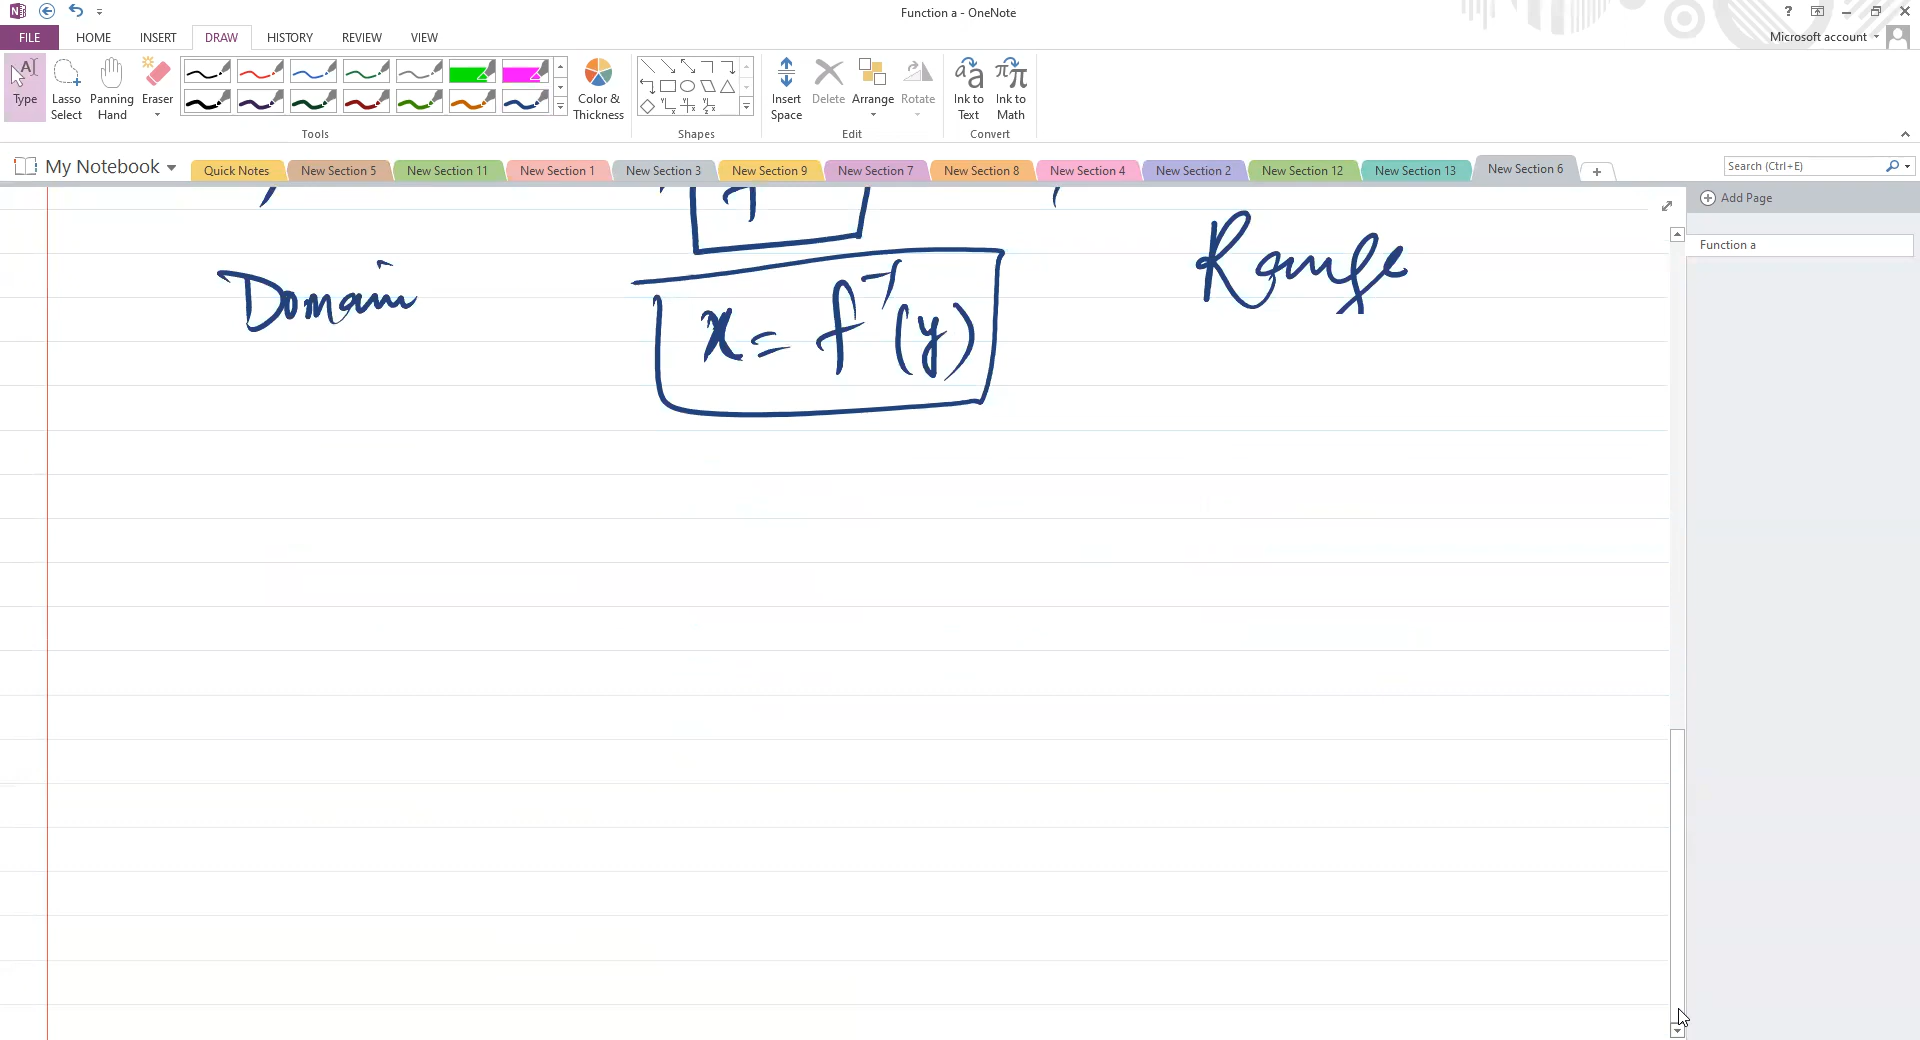 Function a - OneNote
?
Microsoft account
FILE HOME INSERT DRAW HISTORY REVIEW VIEW
Type
Lasso Select
Panning Hand
Eraser
Color & Thickness
Insert Space
Delete
Arrange
Rotate
Ink to Text
Ink to Math
Tools Shapes Edit Convert
My Notebook
Quick Notes New Section 5 New Section 11 New Section 1 New Section 3 New Section 9 New Section 7 New Section 8 New Section 4 New Section 2 New Section 12 New Section 13 New Section 6
Search (Ctrl+E)
Add Page
Function a
Domain
Range
x = f⁻¹(y)